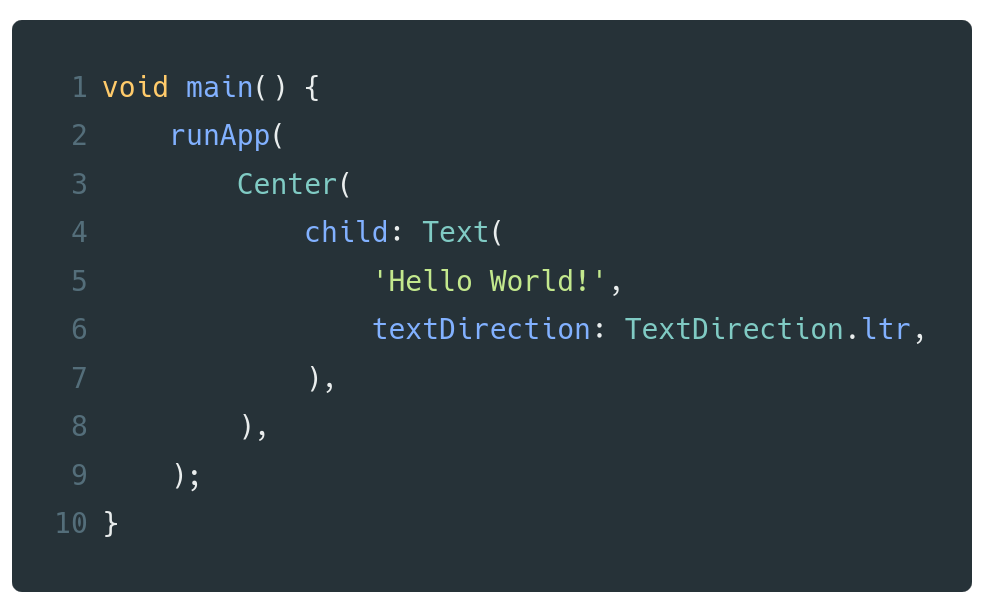 1 void main() {
2     runApp(
3         Center(
4             child: Text(
5                 'Hello World!',
6                 textDirection: TextDirection.ltr,
7             ),
8         ),
9     );
10 }